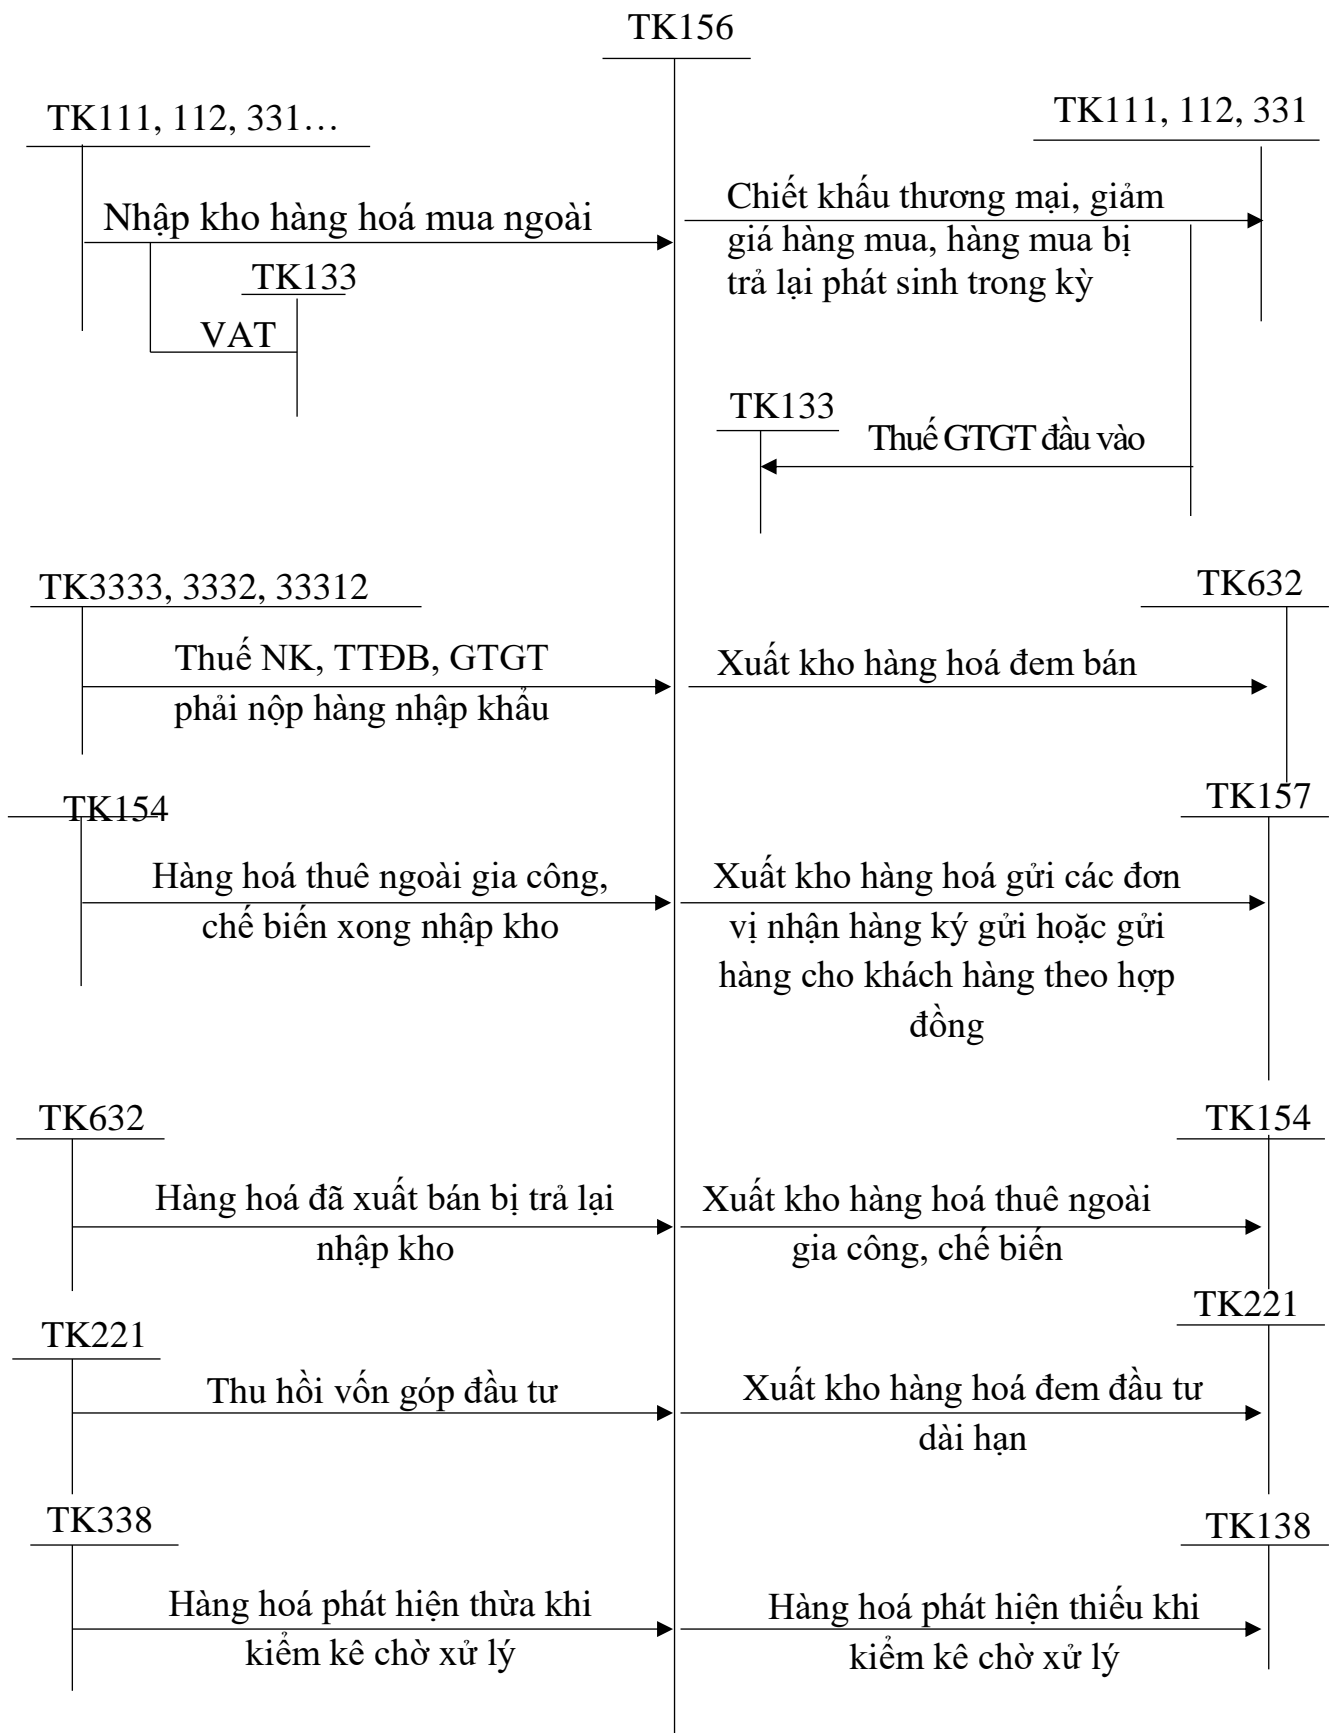 TK156
TK111, 112, 331…
TK111, 112, 331
Nhập kho hàng hoá mua ngoài
Chiết khấu thương mại, giảm
giá hàng mua, hàng mua bị
trả lại phát sinh trong kỳ
TK133
VAT
TK133
Thuế GTGT đầu vào
TK3333, 3332, 33312
TK632
Thuế NK, TTĐB, GTGT
phải nộp hàng nhập khẩu
Xuất kho hàng hoá đem bán
TK154
TK157
Hàng hoá thuê ngoài gia công,
chế biến xong nhập kho
Xuất kho hàng hoá gửi các đơn
vị nhận hàng ký gửi hoặc gửi
hàng cho khách hàng theo hợp
đồng
TK632
TK154
Hàng hoá đã xuất bán bị trả lại
nhập kho
Xuất kho hàng hoá thuê ngoài
gia công, chế biến
TK221
TK221
Thu hồi vốn góp đầu tư
Xuất kho hàng hoá đem đầu tư
dài hạn
TK338
TK138
Hàng hoá phát hiện thừa khi
kiểm kê chờ xử lý
Hàng hoá phát hiện thiếu khi
kiểm kê chờ xử lý